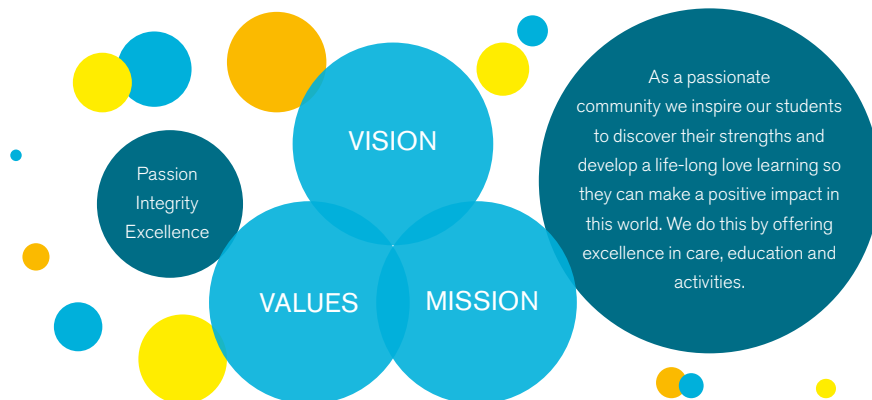 VISION
Passion
Integrity
Excellence
VALUES
MISSION
As a passionate
community we inspire our students
to discover their strengths and
develop a life-long love learning so
they can make a positive impact in
this world. We do this by offering
excellence in care, education and
activities.